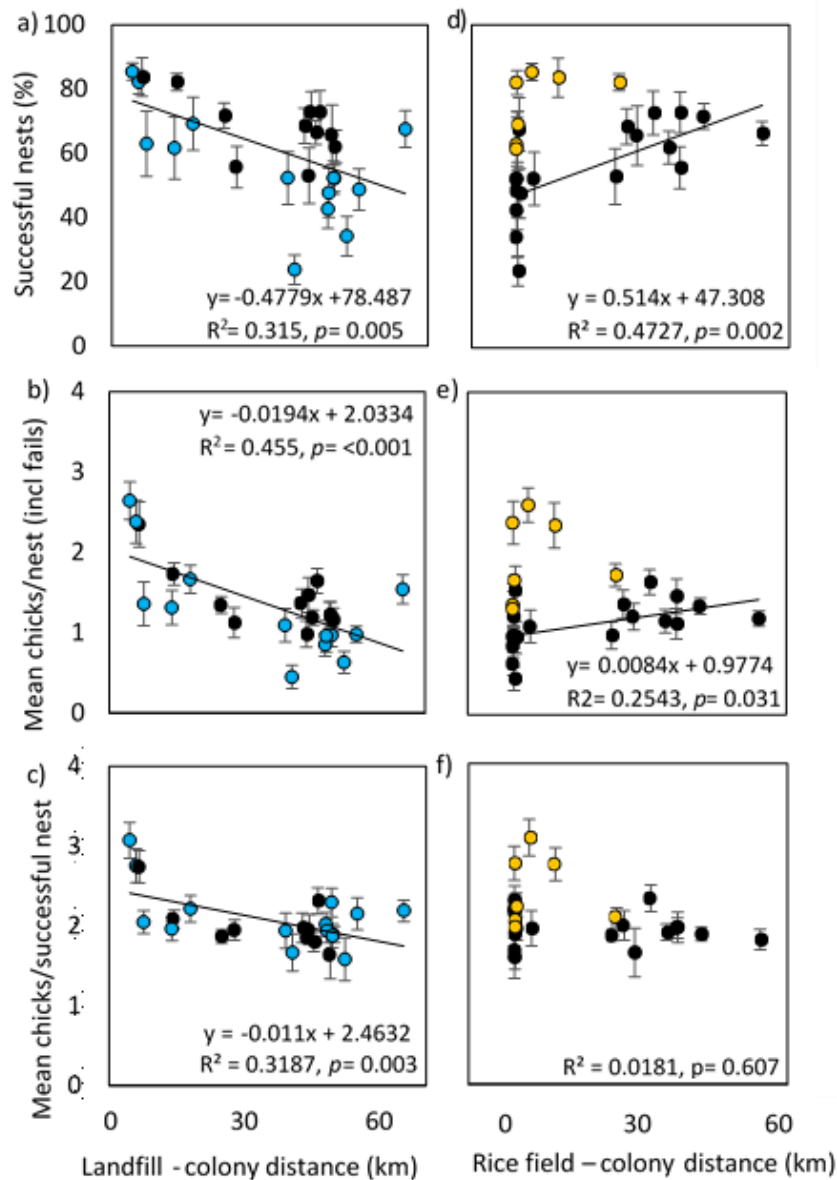 a)
Successful nests (%)
100
80
60
40
20
0
y= -0.4779x +78.487
R²= 0.315, p= 0.005
d)
y = 0.514x + 47.308
R² = 0.4727, p= 0.002
b)
Mean chicks/nest (incl fails)
4
3
2
1
0
y= -0.0194x + 2.0334
R²= 0.455, p= <0.001
e)
y= 0.0084x + 0.9774
R2= 0.2543, p= 0.031
c)
Mean chicks/successful nest
4
3
2
1
0
y = -0.011x + 2.4632
R² = 0.3187, p= 0.003
0 30 60
Landfill - colony distance (km)
f)
R² = 0.0181, p= 0.607
0 30 60
Rice field – colony distance (km)